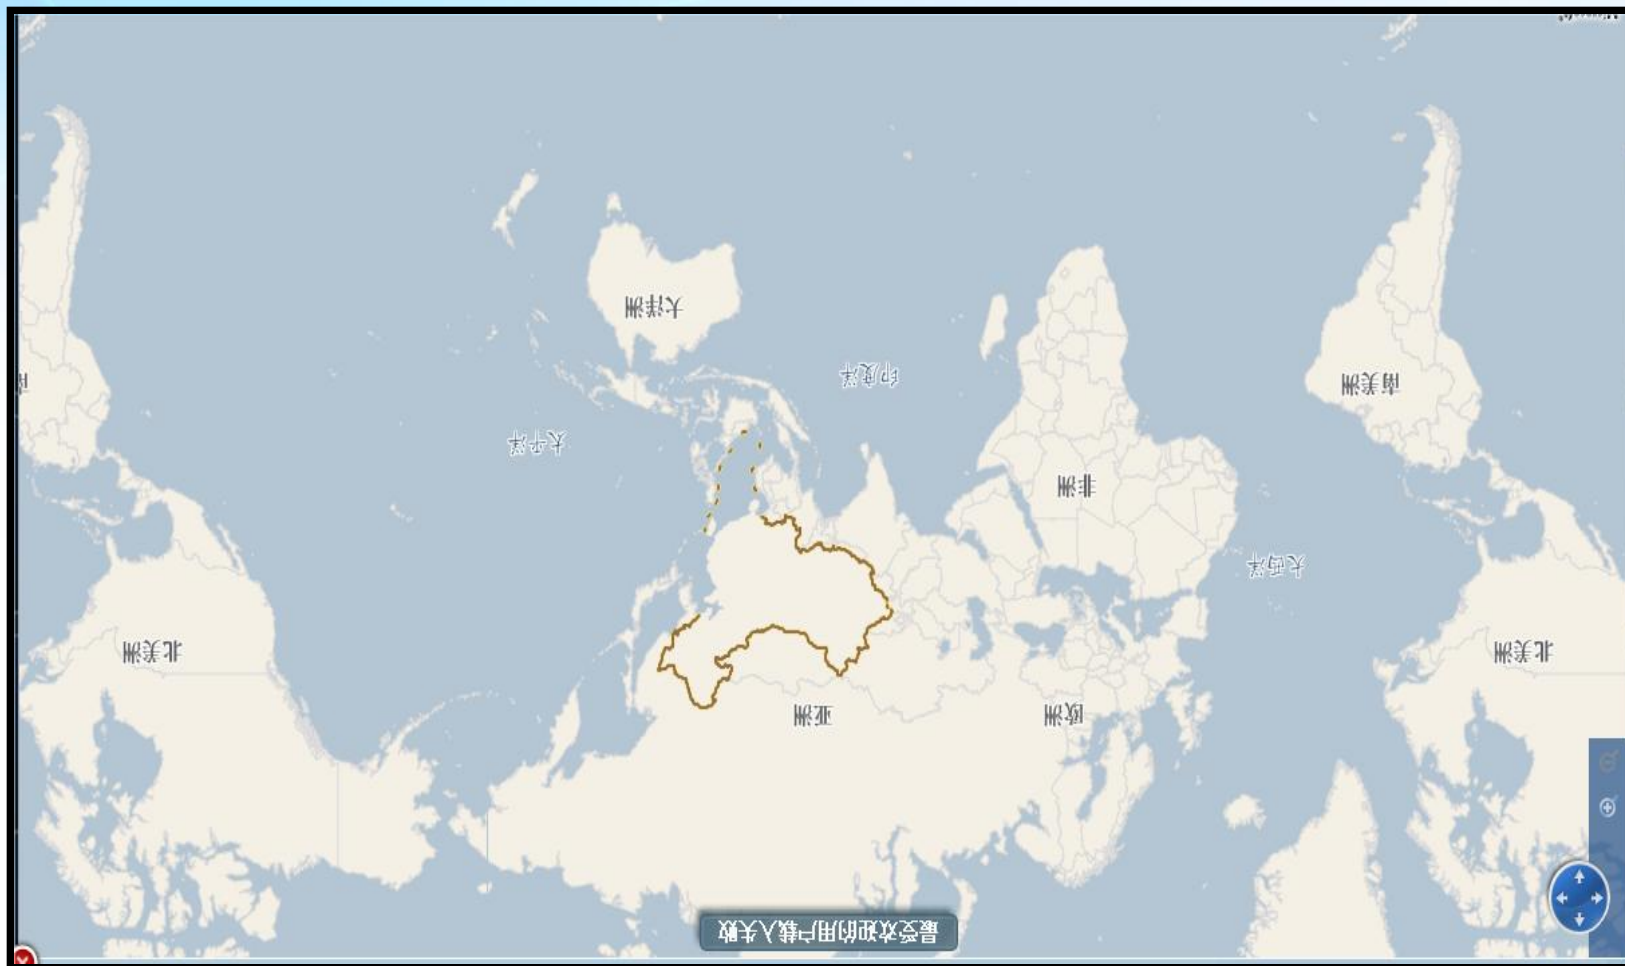 最受欢迎的用户载入失败
欧洲
亚洲
北美洲
北美洲
大西洋
非洲
太平洋
南美洲
印度洋
大洋洲